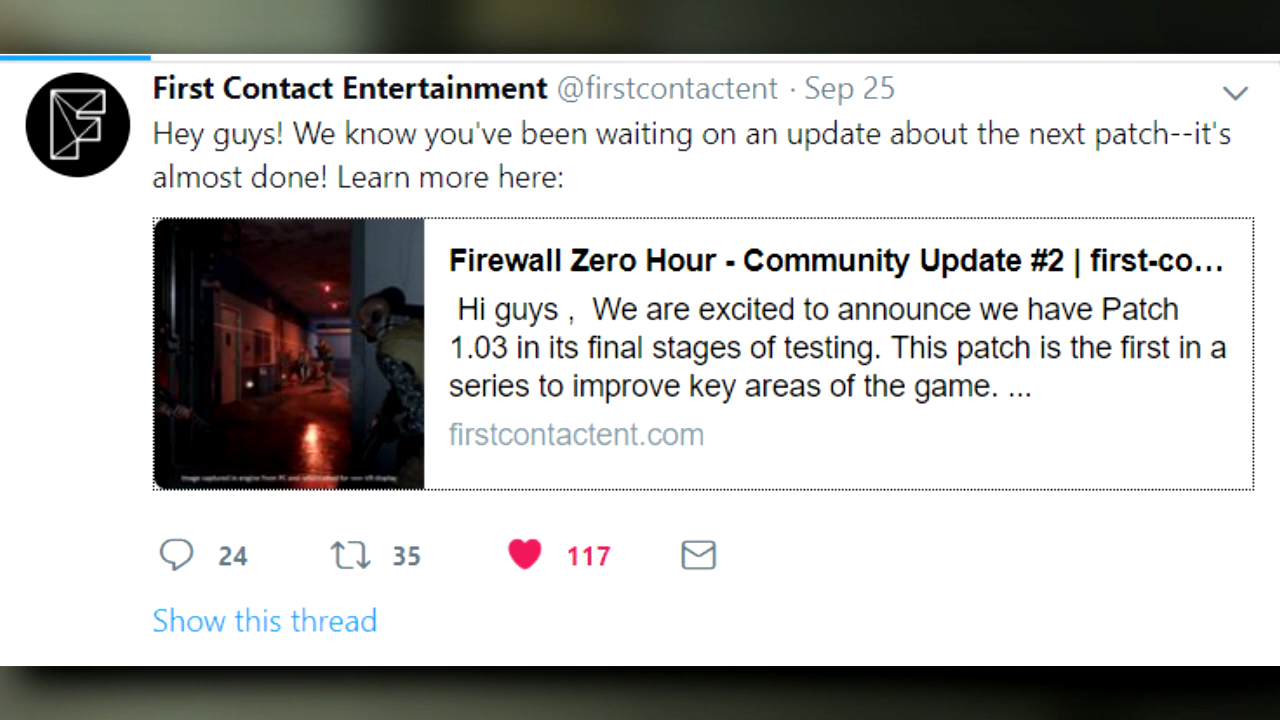 First Contact Entertainment @firstcontactent · Sep 25
Hey guys! We know you've been waiting on an update about the next patch--it's
almost done! Learn more here:
Firewall Zero Hour - Community Update #2 | first-co...
Hi guys ,  We are excited to announce we have Patch
1.03 in its final stages of testing. This patch is the first in a
series to improve key areas of the game. ...
firstcontactent.com
24 35 117
Show this thread